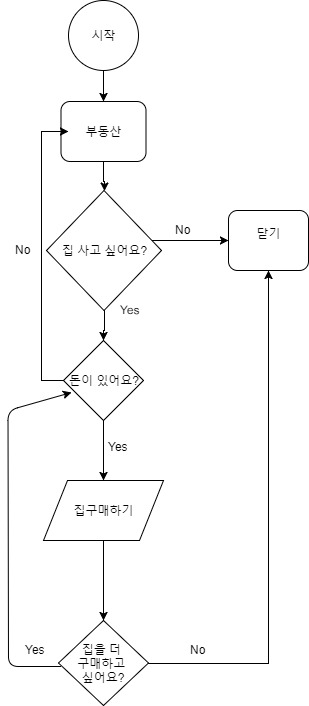 시작
부동산
집 사고 싶어요?
No
닫기
No
Yes
돈이 있어요?
Yes
집구매하기
집을 더
구매하고
싶어요?
Yes
No